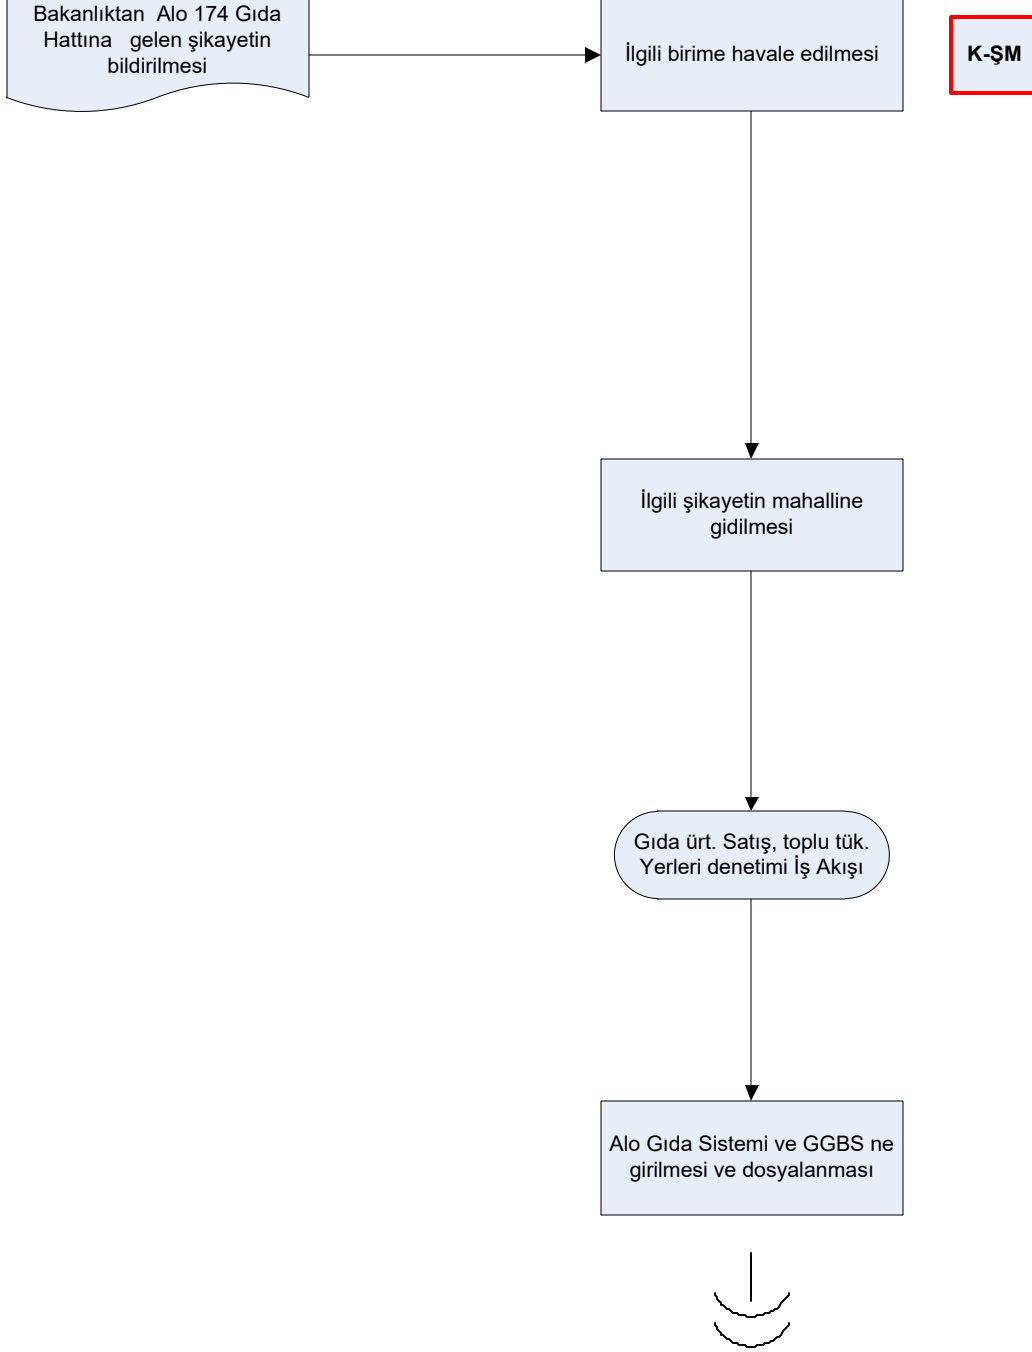 Bakanlıktan Alo 174 Gıda
Hattına gelen şikayetin
bildirilmesi
İlgili birime havale edilmesi
K-ŞM
İlgili şikayetin mahalline
gidilmesi
Gıda ürt. Satış, toplu tük.
Yerleri denetimi İş Akışı
Alo Gıda Sistemi ve GGBS ne
girilmesi ve dosyalanması